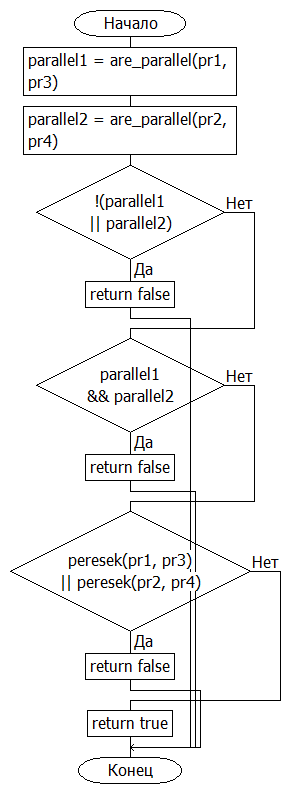 Начало
parallel1 = are_parallel(pr1,
pr3)
parallel2 = are_parallel(pr2,
pr4)
!(parallel1
|| parallel2)
Нет
Да
return false
parallel1
&& parallel2
Нет
Да
return false
peresek(pr1, pr3)
|| peresek(pr2, pr4)
Нет
Да
return false
return true
Конец